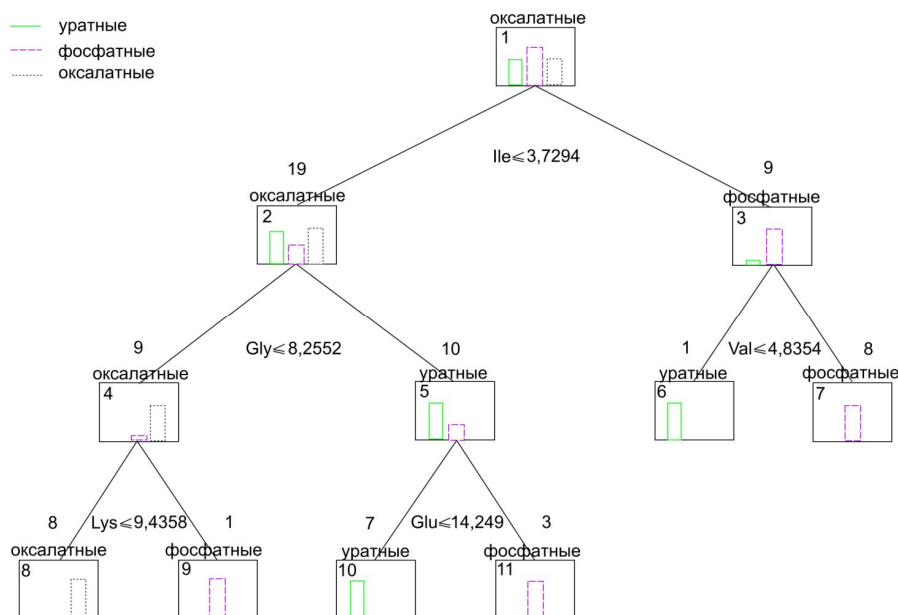 уратные
фосфатные
оксалатные
оксалатные
1
Ile⩽3,7294
19
9
оксалатные
2
фосфатные
3
9
Gly⩽8,2552
10
1
Val⩽4,8354
8
оксалатные
4
уратные
5
уратные
6
фосфатные
7
8
Lys⩽9,4358
1
7
Glu⩽14,249
3
оксалатные
8
фосфатные
9
уратные
10
фосфатные
11